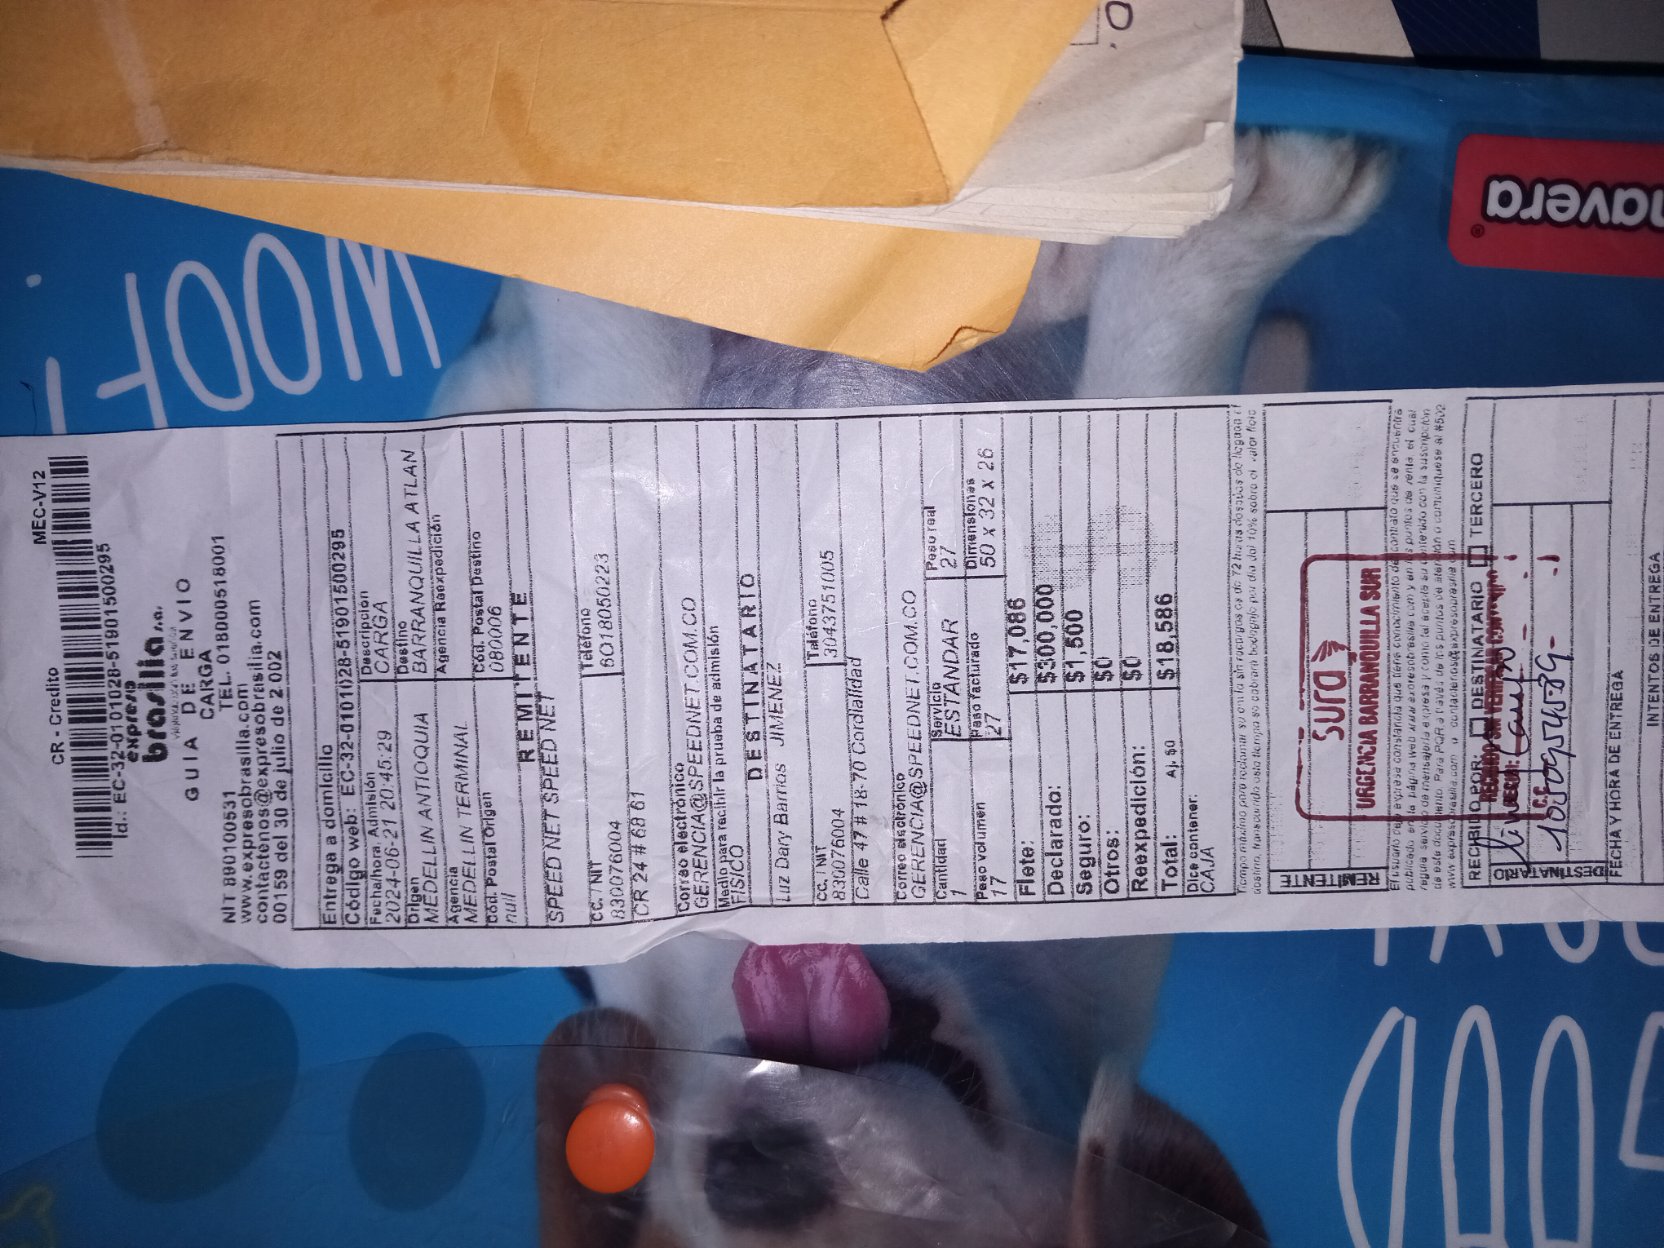 MEC-V12
CR - Credito
Id.: EC-32-0101028-51901500295
expreso
brasilia s.a.
GUIA DE ENVIO
CARGA
NIT 890100531 TEL. 018000518001
www.expresobrasilia.com
contactenos@expresobrasilia.com
00159 del 30 de julio de 2.002
Entrega a domicilio
Código web: EC-32-0101028-51901500295
Fecha/hora Admisión Descripción
2024-06-21 20:45:29 CARGA
Origen Destino
MEDELLIN ANTIOQUIA BARRANQUILLA ATLAN
Agencia Agencia Reexpedición
MEDELLIN TERMINAL
Cód. Postal Origen Cód. Postal Destino
null 080006
REMITENTE
SPEED NET SPEED NET
CC. / NIT Teléfono
830076004 6018050223
CR 24 # 68 61
Correo electrónico
GERENCIA@SPEEDNET.COM.CO
Medio para recibir la prueba de admisión
FISICO
DESTINATARIO
Luz Dary Barrios JIMENEZ
CC. / NIT Teléfono
830076004 3043751005
Calle 47 # 18-70 Cordialidad
Correo electrónico
GERENCIA@SPEEDNET.COM.CO
Cantidad Servicio Peso real
1 ESTANDAR 27
Peso volumen Peso facturado Dimensiones
17 27 50 x 32 x 26
Flete: $17,086
Declarado: $300,000
Seguro: $1,500
Otros: $0
Reexpedición: $0
Total: Aj. 50 $18,586
Dice contener:
CAJA
REMITENTE
sura
URGENCIA BARRANQUILLA SUR
RECIBIDO POR: DESTINATARIO TERCERO
RECIBIDO SIN VERIFICAR CONTENIDO
C.C.
DESTINATARIO
FECHA Y HORA DE ENTREGA
INTENTOS DE ENTREGA
WOOF!
navera